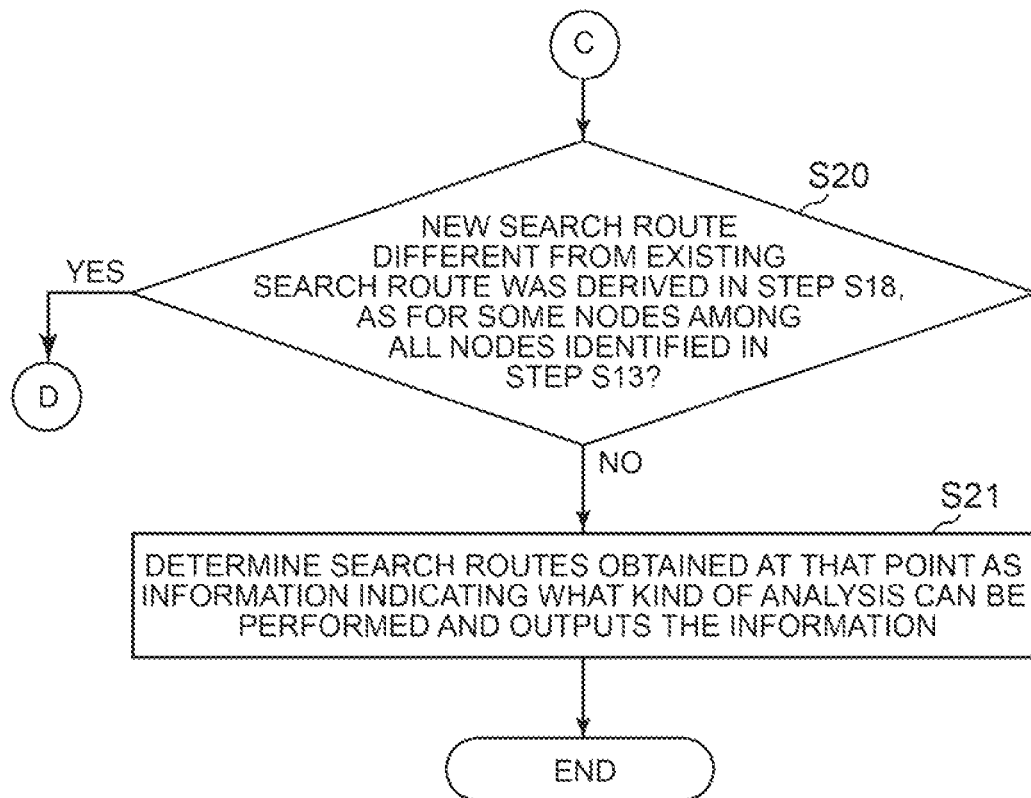 C
S20
NEW SEARCH ROUTE
DIFFERENT FROM EXISTING
SEARCH ROUTE WAS DERIVED IN STEP S18,
AS FOR SOME NODES AMONG
ALL NODES IDENTIFIED IN
STEP S13?
YES
D
NO
S21
DETERMINE SEARCH ROUTES OBTAINED AT THAT POINT AS
INFORMATION INDICATING WHAT KIND OF ANALYSIS CAN BE
PERFORMED AND OUTPUTS THE INFORMATION
END